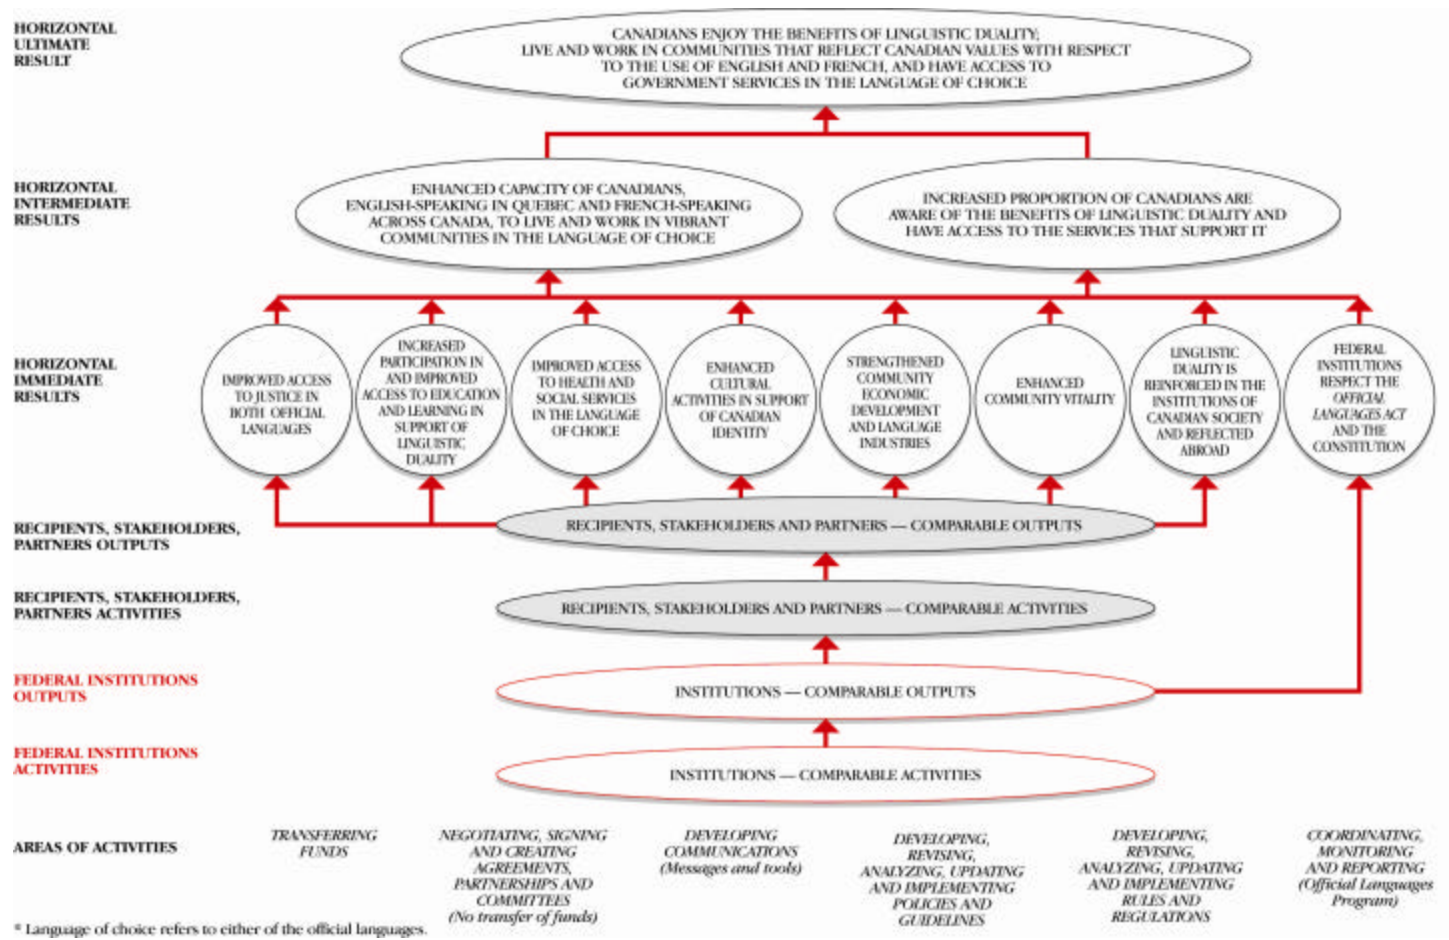 HORIZONTAL
ULTIMATE
RESULT
CANADIANS ENJOY THE BENEFITS OF LINGUISTIC DUALITY,
LIVE AND WORK IN COMMUNITIES THAT REFLECT CANADIAN VALUES WITH RESPECT
TO THE USE OF ENGLISH AND FRENCH, AND HAVE ACCESS TO
GOVERNMENT SERVICES IN THE LANGUAGE OF CHOICE
HORIZONTAL
INTERMEDIATE
RESULTS
ENHANCED CAPACITY OF CANADIANS,
ENGLISH-SPEAKING IN QUEBEC AND FRENCH-SPEAKING
ACROSS CANADA, TO LIVE AND WORK IN VIBRANT
COMMUNITIES IN THE LANGUAGE OF CHOICE
INCREASED PROPORTION OF CANADIANS ARE
AWARE OF THE BENEFITS OF LINGUISTIC DUALITY AND
HAVE ACCESS TO THE SERVICES THAT SUPPORT IT
HORIZONTAL
IMMEDIATE
RESULTS
IMPROVED ACCESS
TO JUSTICE IN
BOTH OFFICIAL
LANGUAGES
INCREASED
PARTICIPATION IN
AND IMPROVED
ACCESS TO EDUCATION
AND LEARNING IN
SUPPORT OF
LINGUISTIC
DUALITY
IMPROVED ACCESS
TO HEALTH AND
SOCIAL SERVICES
IN THE LANGUAGE
OF CHOICE
ENHANCED
CULTURAL
ACTIVITIES IN SUPPORT
OF CANADIAN
IDENTITY
STRENGTHENED
COMMUNITY
ECONOMIC
DEVELOPMENT
AND LANGUAGE
INDUSTRIES
ENHANCED
COMMUNITY VITALITY
LINGUISTIC
DUALITY IS
REINFORCED IN THE
INSTITUTIONS OF
CANADIAN SOCIETY
AND REFLECTED
ABROAD
FEDERAL
INSTITUTIONS
RESPECT THE
OFFICIAL
LANGUAGES ACT
AND THE
CONSTITUTION
RECIPIENTS, STAKEHOLDERS,
PARTNERS OUTPUTS
RECIPIENTS, STAKEHOLDERS AND PARTNERS — COMPARABLE OUTPUTS
RECIPIENTS, STAKEHOLDERS,
PARTNERS ACTIVITIES
RECIPIENTS, STAKEHOLDERS AND PARTNERS — COMPARABLE ACTIVITIES
FEDERAL INSTITUTIONS
OUTPUTS
INSTITUTIONS — COMPARABLE OUTPUTS
FEDERAL INSTITUTIONS
ACTIVITIES
INSTITUTIONS — COMPARABLE ACTIVITIES
AREAS OF ACTIVITIES
TRANSFERRING
FUNDS
NEGOTIATING, SIGNING
AND CREATING
AGREEMENTS,
PARTNERSHIPS AND
COMMITTEES
(No transfer of funds)
DEVELOPING
COMMUNICATIONS
(Messages and tools)
DEVELOPING,
REVISING,
ANALYZING, UPDATING
AND IMPLEMENTING
POLICIES AND
GUIDELINES
DEVELOPING,
REVISING,
ANALYZING, UPDATING
AND IMPLEMENTING
RULES AND
REGULATIONS
COORDINATING,
MONITORING
AND REPORTING
(Official Languages
Program)
* Language of choice refers to either of the official languages.